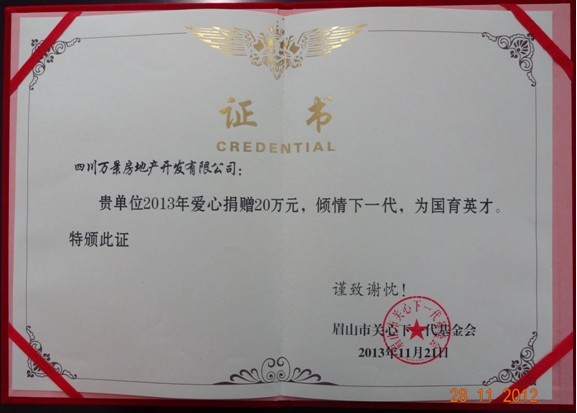 证书
CREDENTIAL
四川万景房地产开发有限公司：
贵单位2013年爱心捐赠20万元，倾情下一代，为国育英才。
特颁此证
谨致谢忱！
眉山市关心下一代基金会
2013年11月21日
28 11 2012